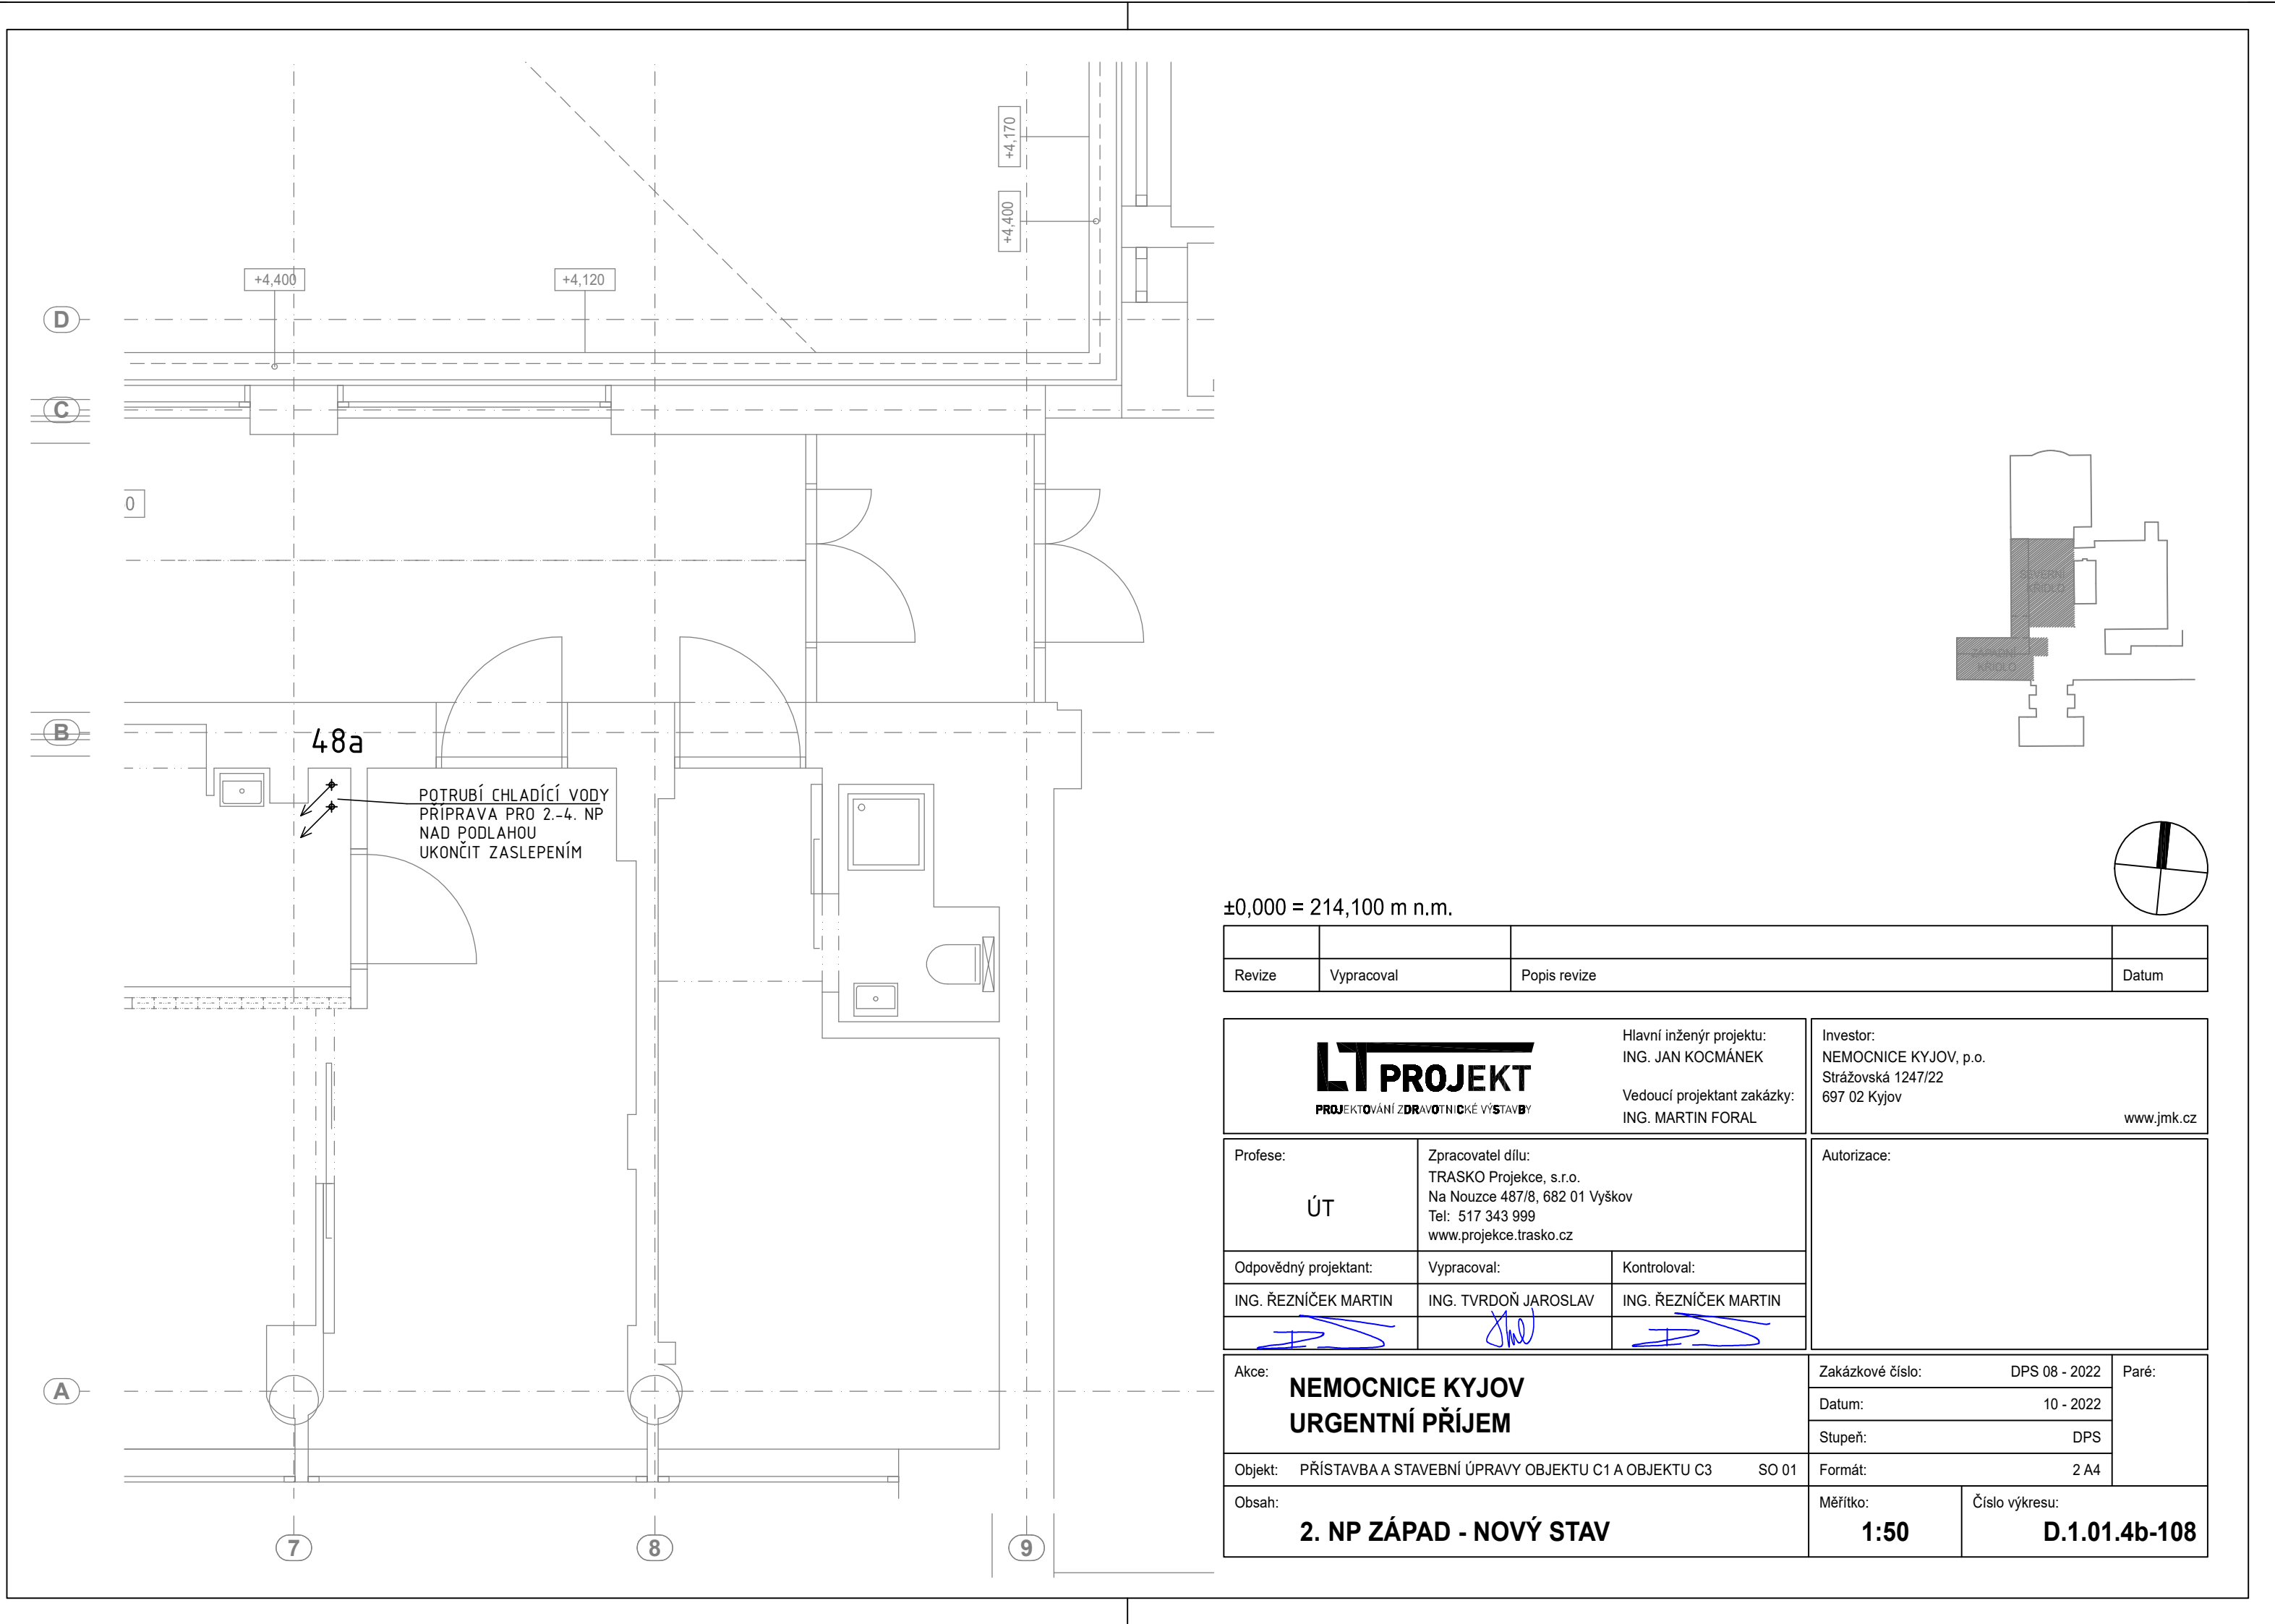 +4,170
+4,400
+4,400
+4,120
D
C
0
B
48a
POTRUBÍ CHLADÍCÍ VODY
PŘÍPRAVA PRO 2.-4. NP
NAD PODLAHOU
UKONČIT ZASLEPENÍM
A
7
8
9
SEVERNÍ
KŘÍDLO
ZÁPADNÍ
KŘÍDLO
±0,000 = 214,100 m n.m.
Revize Vypracoval Popis revize Datum
LT PROJEKT
PROJEKTOVÁNÍ ZDRAVOTNICKÉ VÝSTAVBY
Hlavní inženýr projektu:
ING. JAN KOCMÁNEK
Vedoucí projektant zakázky:
ING. MARTIN FORAL
Investor:
NEMOCNICE KYJOV, p.o.
Strážovská 1247/22
697 02 Kyjov
www.jmk.cz
Profese:
ÚT
Zpracovatel dílu:
TRASKO Projekce, s.r.o.
Na Nouzce 487/8, 682 01 Vyškov
Tel: 517 343 999
www.projekce.trasko.cz
Autorizace:
Odpovědný projektant: Vypracoval: Kontroloval:
ING. ŘEZNÍČEK MARTIN ING. TVRDOŇ JAROSLAV ING. ŘEZNÍČEK MARTIN
Akce:
NEMOCNICE KYJOV
URGENTNÍ PŘÍJEM
Zakázkové číslo: DPS 08 - 2022
Paré:
Datum: 10 - 2022
Stupeň: DPS
Objekt: PŘÍSTAVBA A STAVEBNÍ ÚPRAVY OBJEKTU C1 A OBJEKTU C3 SO 01
Formát: 2 A4
Obsah:
2. NP ZÁPAD - NOVÝ STAV
Měřítko:
1:50
Číslo výkresu:
D.1.01.4b-108